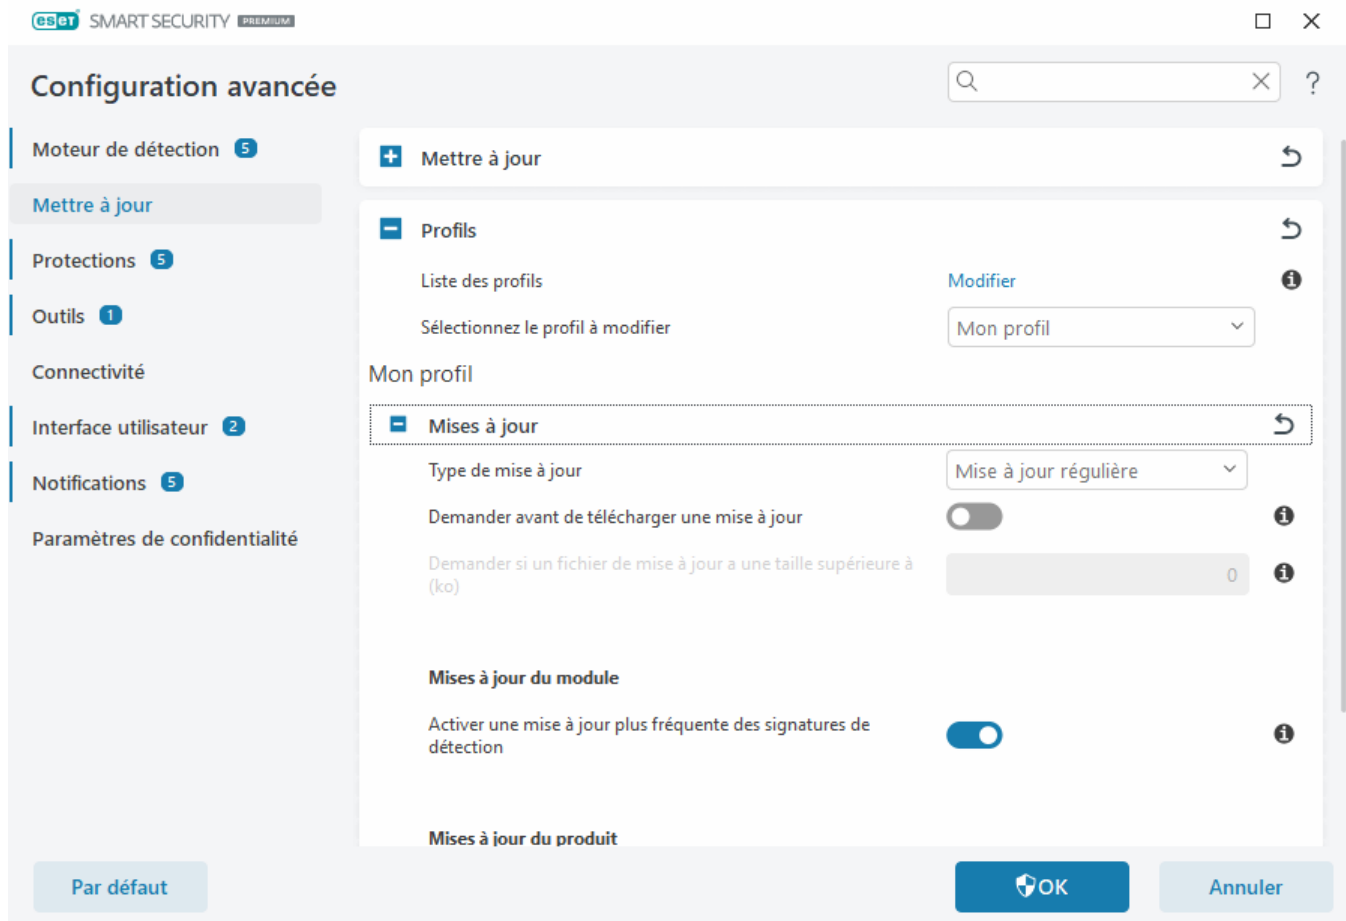 eset SMART SECURITY PREMIUM
Configuration avancée
Moteur de détection 5
Mettre à jour
Protections 5
Outils 1
Connectivité
Interface utilisateur 2
Notifications 5
Paramètres de confidentialité
Mettre à jour
Profils
Liste des profils Modifier
Sélectionnez le profil à modifier Mon profil
Mon profil
Mises à jour
Type de mise à jour Mise à jour régulière
Demander avant de télécharger une mise à jour
Demander si un fichier de mise à jour a une taille supérieure à
(ko) 0
Mises à jour du module
Activer une mise à jour plus fréquente des signatures de
détection
Mises à jour du produit
Par défaut OK Annuler